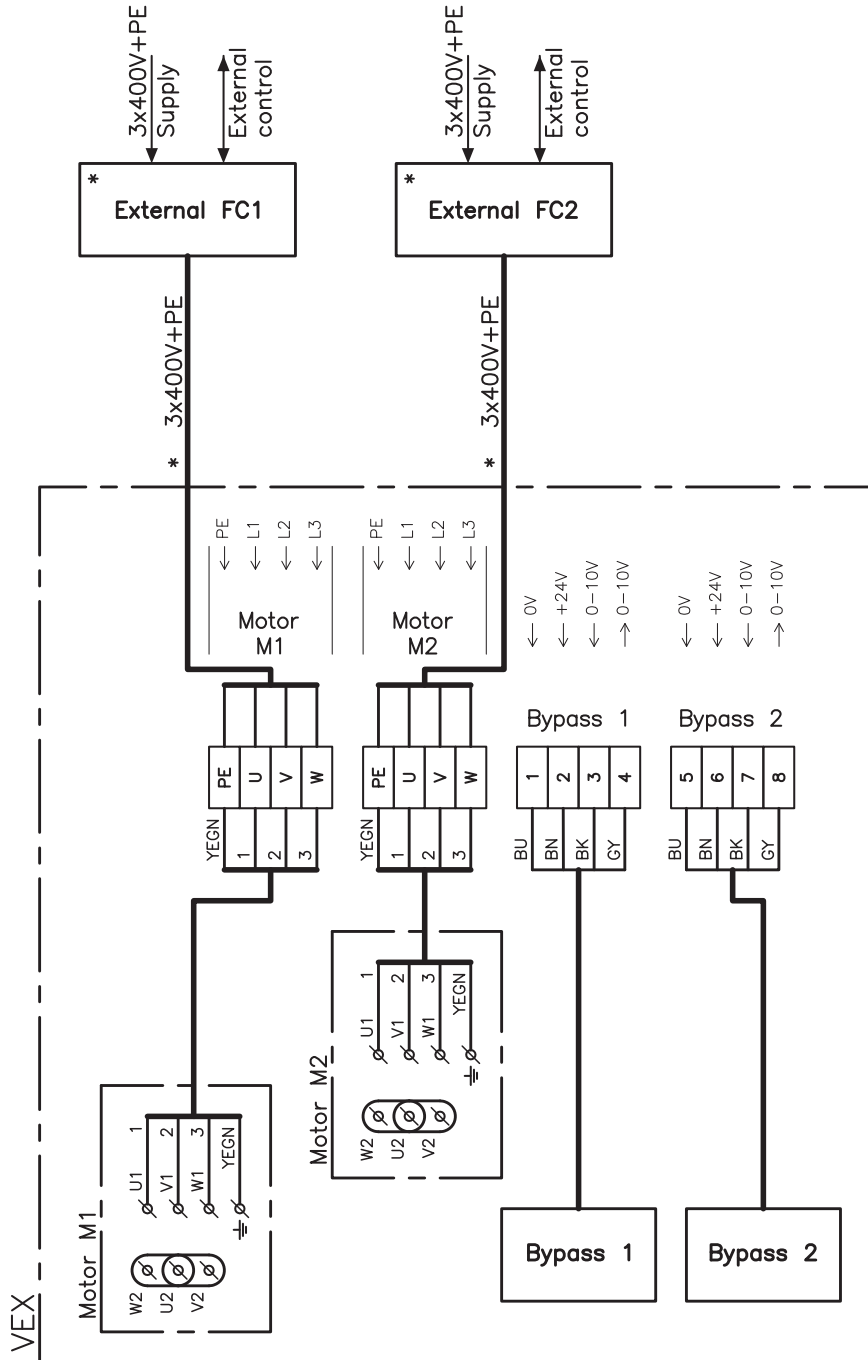 3x400V+PE
Supply
External
control
*
External FC1
3x400V+PE
*
3x400V+PE
Supply
External
control
*
External FC2
3x400V+PE
*
PE
L1
L2
L3
Motor
M1
PE
L1
L2
L3
Motor
M2
0V
+24V
0-10V
0-10V
0V
+24V
0-10V
0-10V
PE
U
V
W
YEGN
1
2
3
PE
U
V
W
YEGN
1
2
3
Bypass 1
1
2
3
4
BU
BN
BK
GY
Bypass 2
5
6
7
8
BU
BN
BK
GY
Motor M1
U1
V1
W1
1
2
3
YEGN
W2
U2
V2
Motor M2
U1
V1
W1
1
2
3
YEGN
W2
U2
V2
Bypass 1
Bypass 2
VEX